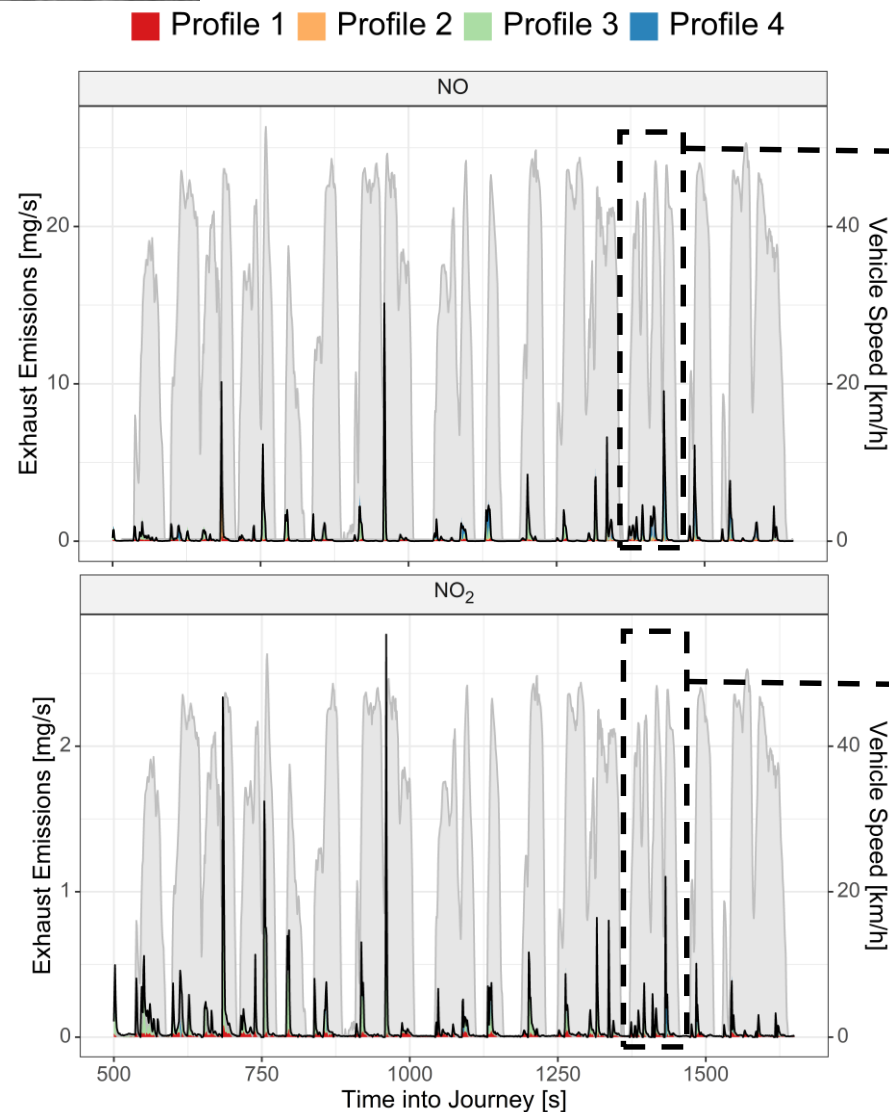 Profile 1 Profile 2 Profile 3 Profile 4
NO
Exhaust Emissions [mg/s]
20
10
0
40
20
0
Vehicle Speed [km/h]
NO₂
Exhaust Emissions [mg/s]
2
1
0
40
20
0
Vehicle Speed [km/h]
500 750 1000 1250 1500
Time into Journey [s]